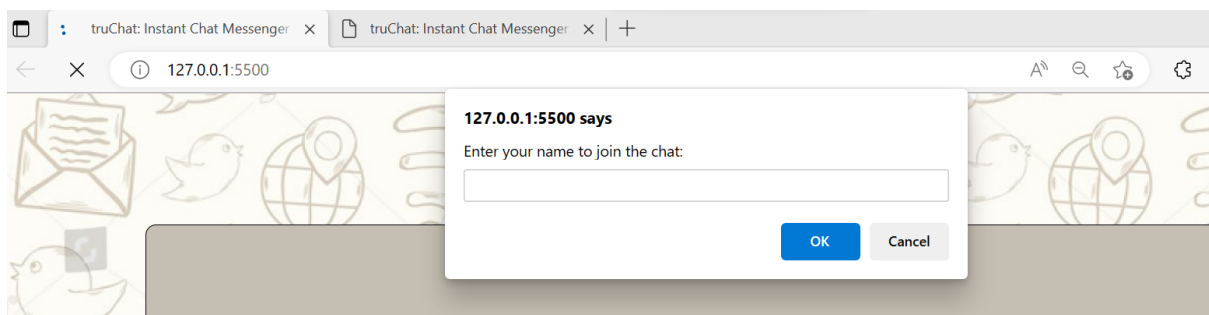 truChat: Instant Chat Messenger
truChat: Instant Chat Messenger
127.0.0.1:5500
127.0.0.1:5500 says
Enter your name to join the chat:
OK
Cancel